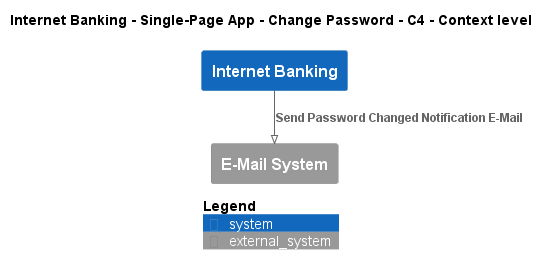 Internet Banking - Single-Page App - Change Password - C4 - Context level
Internet Banking
Send Password Changed Notification E-Mail
E-Mail System
Legend
system
external_system